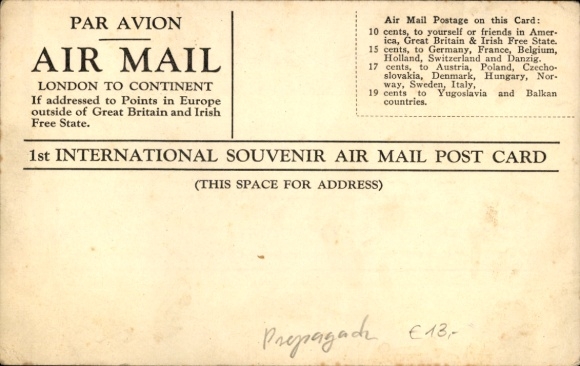 PAR AVION
AIR MAIL
LONDON TO CONTINENT
If addressed to Points in Europe
outside of Great Britain and Irish
Free State.
Air Mail Postage on this Card:
10 cents, to yourself or friends in Amer-
ica, Great Britain & Irish Free State.
15 cents, to Germany, France, Belgium,
Holland, Switzerland and Danzig.
17 cents, to Austria, Poland, Czecho-
slovakia, Denmark, Hungary, Nor-
way, Sweden, Italy,
19 cents to Yugoslavia and Balkan
countries.
1st INTERNATIONAL SOUVENIR AIR MAIL POST CARD
(THIS SPACE FOR ADDRESS)
€13,-